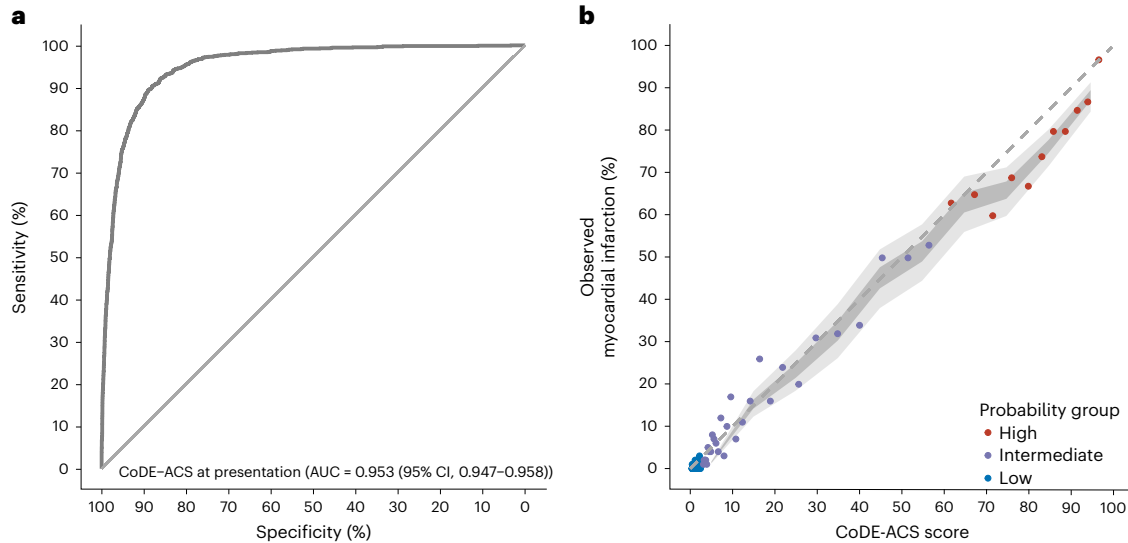 a
100
90
80
70
60
50
40
30
20
10
0
Sensitivity (%)
CoDE–ACS at presentation (AUC = 0.953 (95% CI, 0.947–0.958))
100 90 80 70 60 50 40 30 20 10 0
Specificity (%)
b
100
90
80
70
60
50
40
30
20
10
0
Observed
myocardial infarction (%)
Probability group
High
Intermediate
Low
0 10 20 30 40 50 60 70 80 90 100
CoDE-ACS score